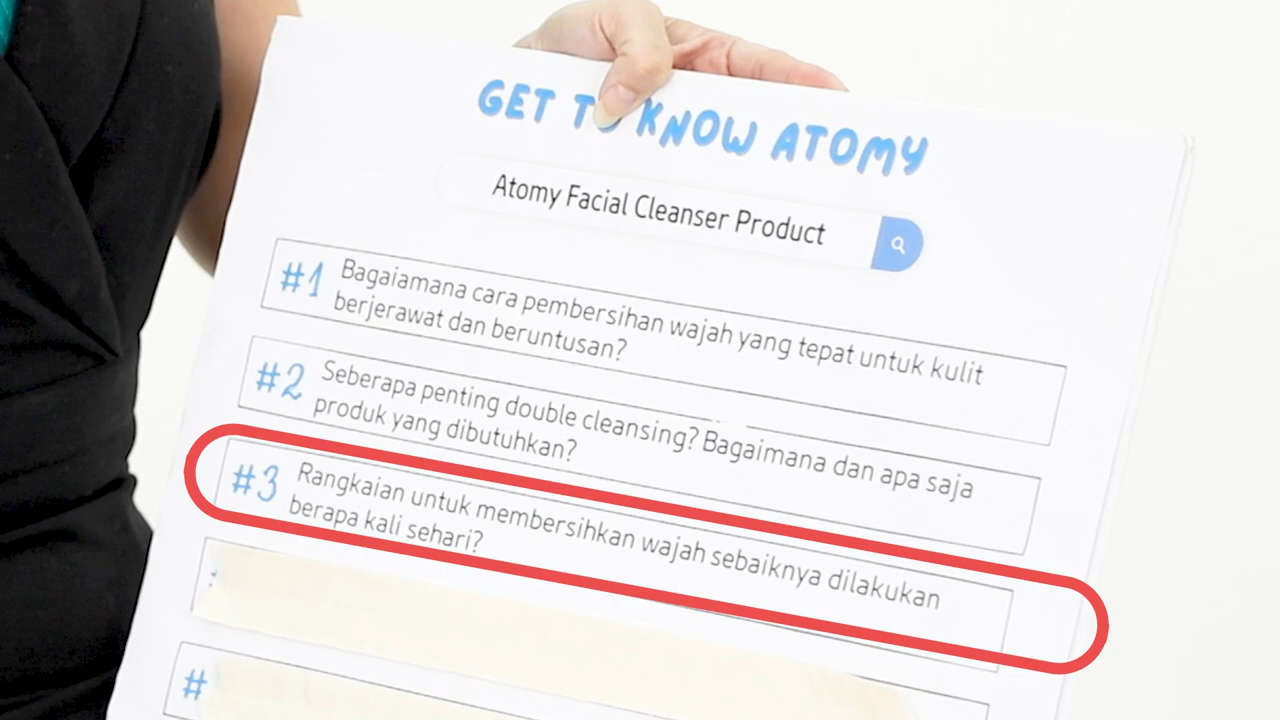 GET TO KNOW ATOMY
Atomy Facial Cleanser Product
#1 Bagaiamana cara pembersihan wajah yang tepat untuk kulit
berjerawat dan beruntusan?
#2 Seberapa penting double cleansing? Bagaimana dan apa saja
produk yang dibutuhkan?
#3 Rangkaian untuk membersihkan wajah sebaiknya dilakukan
berapa kali sehari?
#